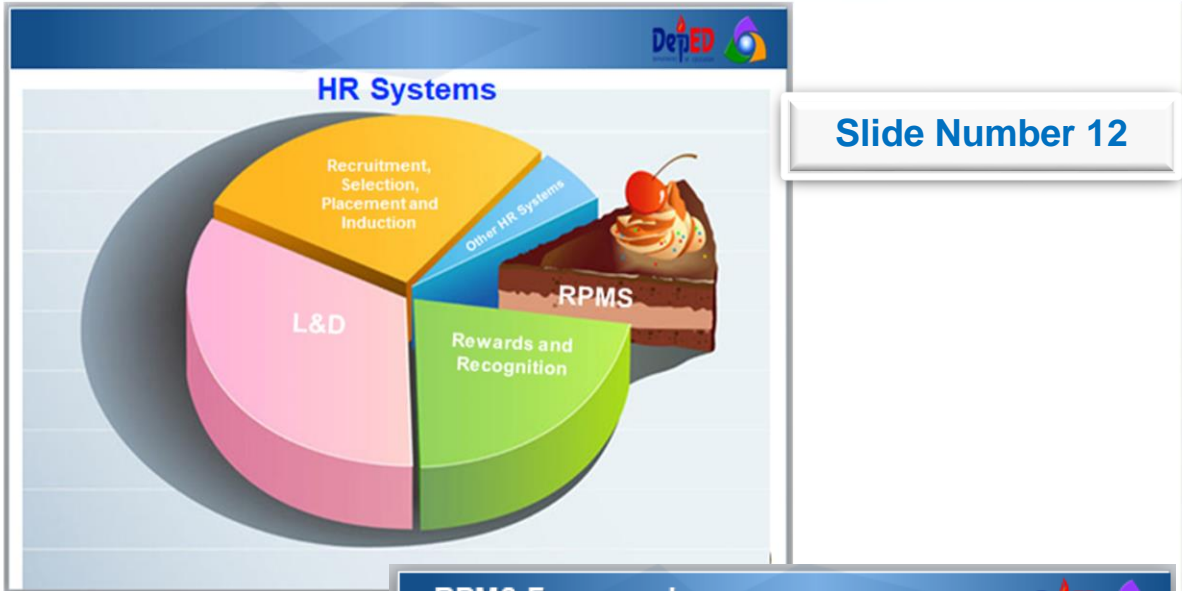 DepED
HR Systems
Slide Number 12
Recruitment,
Selection,
Placement and
Induction
Other HR Systems
RPMS
L&D
Rewards and
Recognition